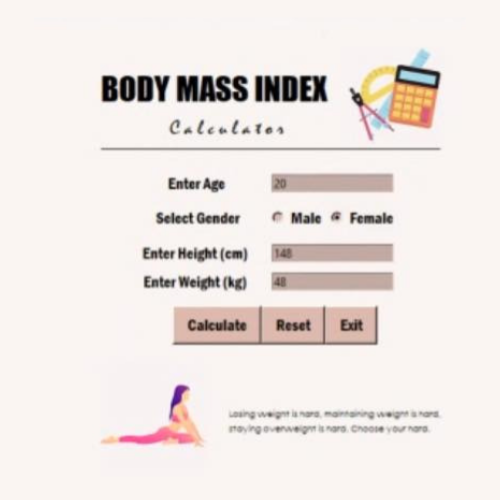 BODY MASS INDEX
Calculator
Enter Age 20
Select Gender Male Female
Enter Height (cm) 148
Enter Weight (kg) 48
Calculate Reset Exit
Losing weight is hard, maintaining weight is hard,
staying overweight is hard. Choose your hard.